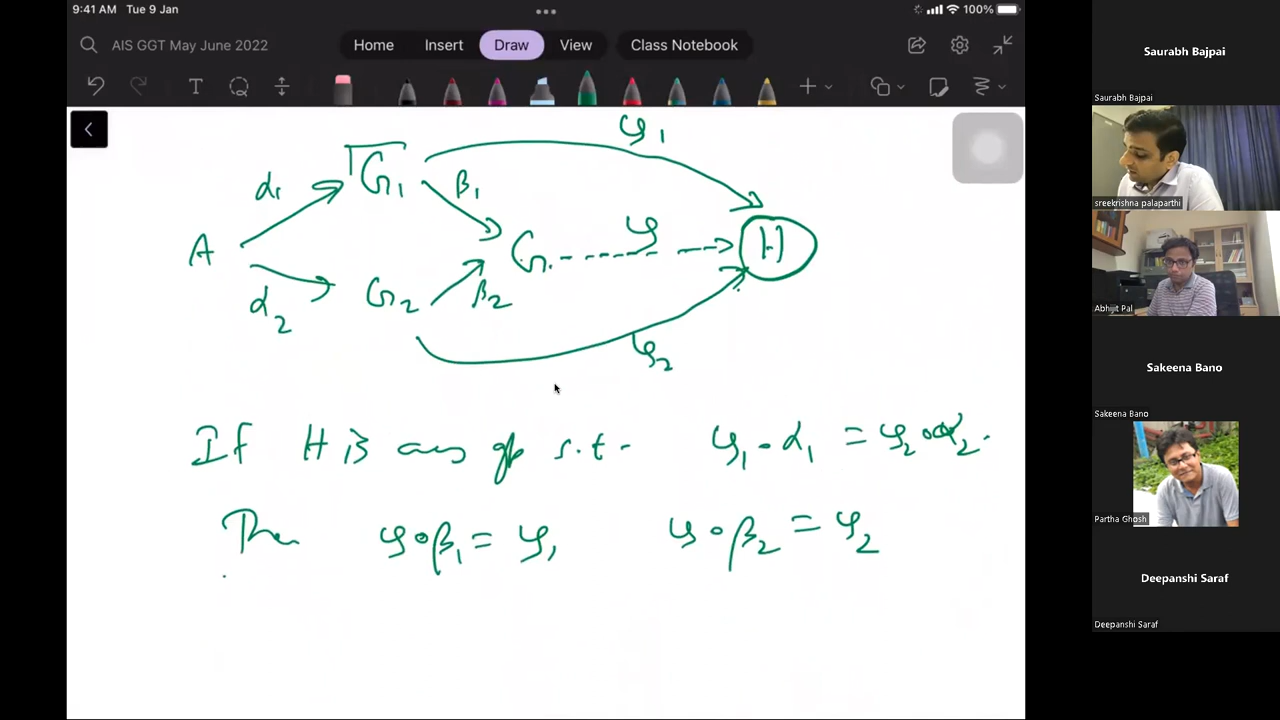 9:41 AM Tue 9 Jan
100%
AIS GGT May June 2022
Home Insert Draw View Class Notebook
T
φ1
α1 G1 β1
A G φ H
α2 G2 β2
φ2
If H is any gp s.t. φ1 ∘ α1 = φ2 ∘ α2.
Then φ∘β1 = φ1 φ∘β2 = φ2
Saurabh Bajpai
Saurabh Bajpai
sreekrishna palaparthi
Abhijit Pal
Sakeena Bano
Sakeena Bano
Partha Ghosh
Deepanshi Saraf
Deepanshi Saraf